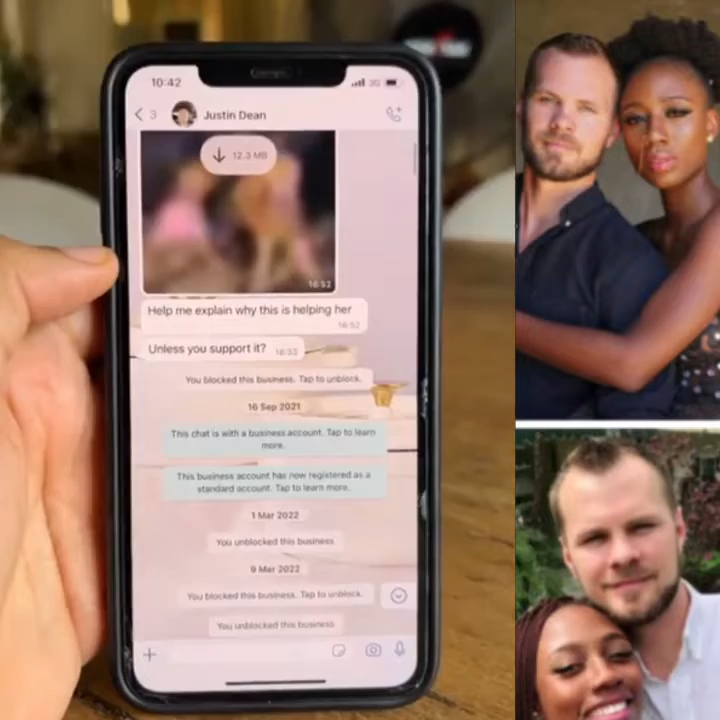 10:42
3G
3
Justin Dean
12.3 MB
16:52
Help me explain why this is helping her
16:52
Unless you support it?
16:53
You blocked this business. Tap to unblock.
16 Sep 2021
This chat is with a business account. Tap to learn
more.
This business account has now registered as a
standard account. Tap to learn more.
1 Mar 2022
You unblocked this business
9 Mar 2022
You blocked this business. Tap to unblock.
You unblocked this business